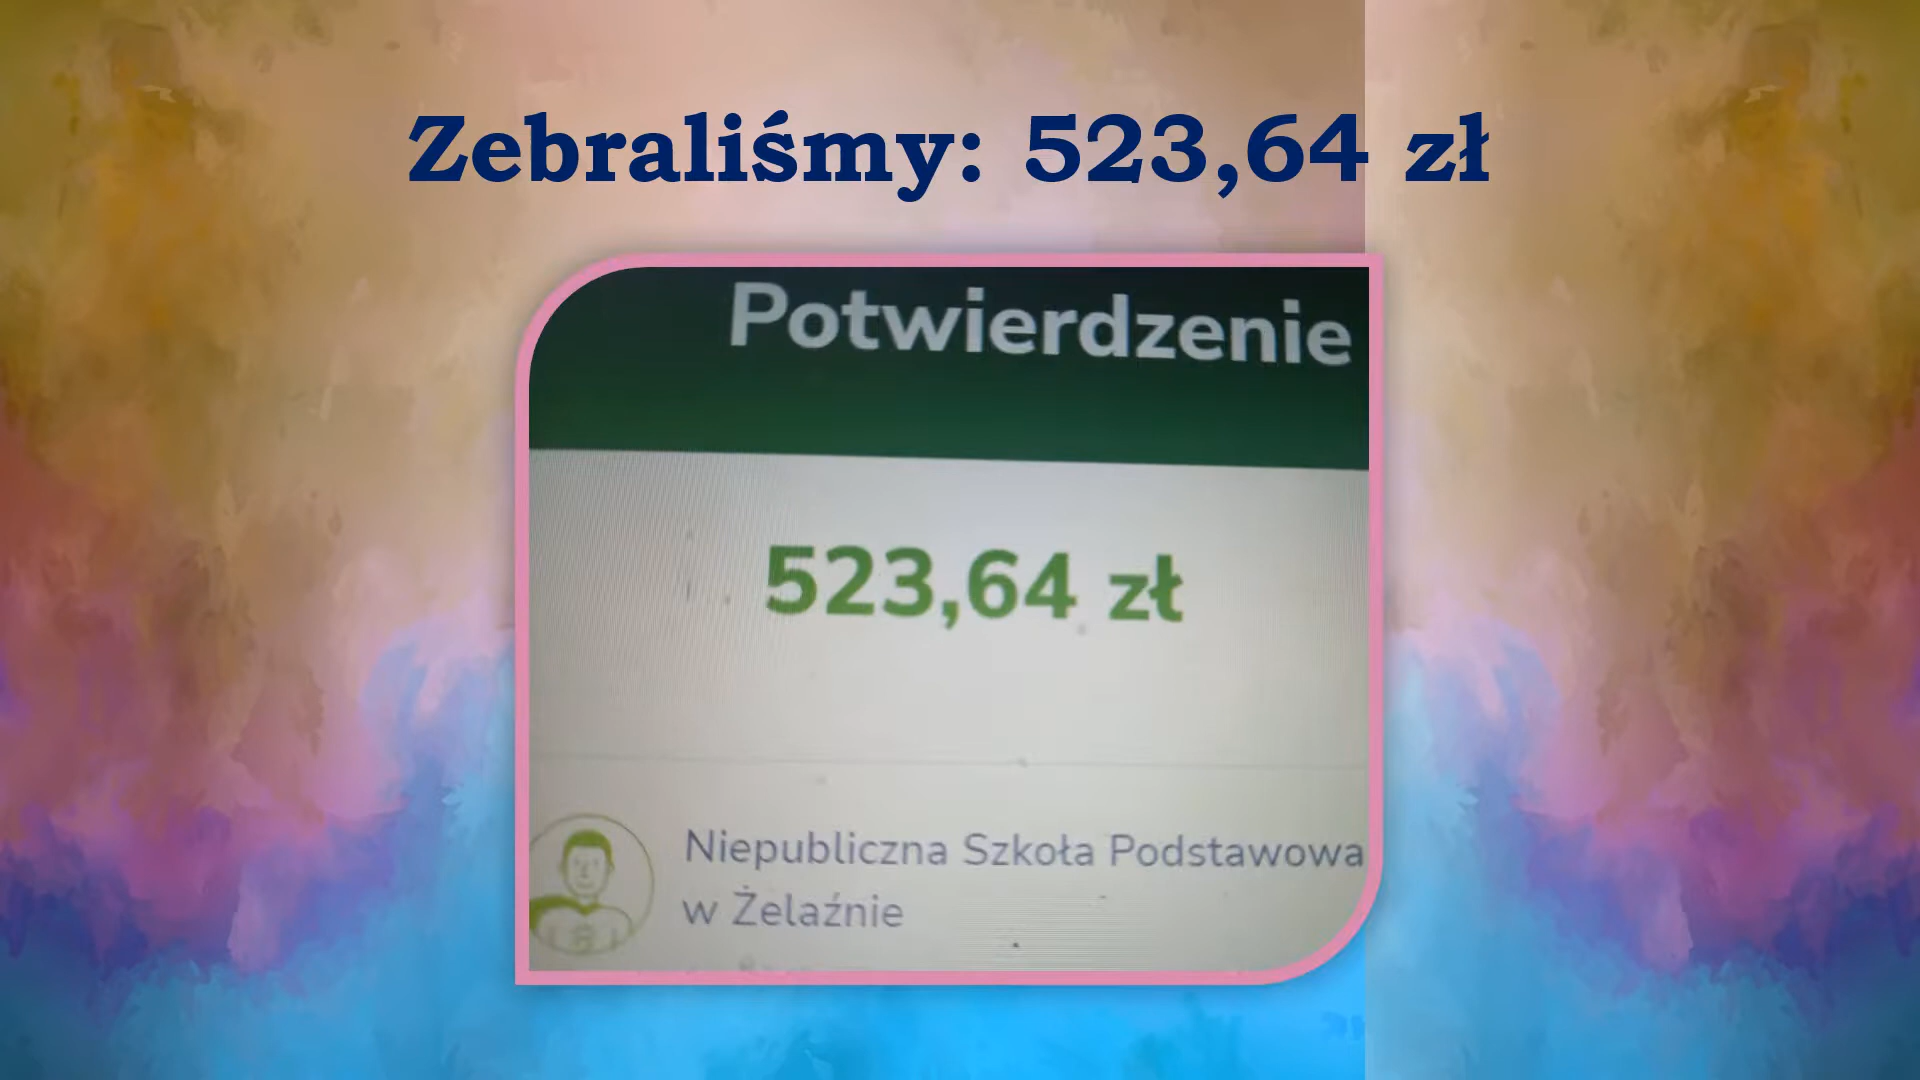 Zebraliśmy: 523,64 zł
Potwierdzenie
523,64 zł
Niepubliczna Szkoła Podstawowa
w Żelaźnie